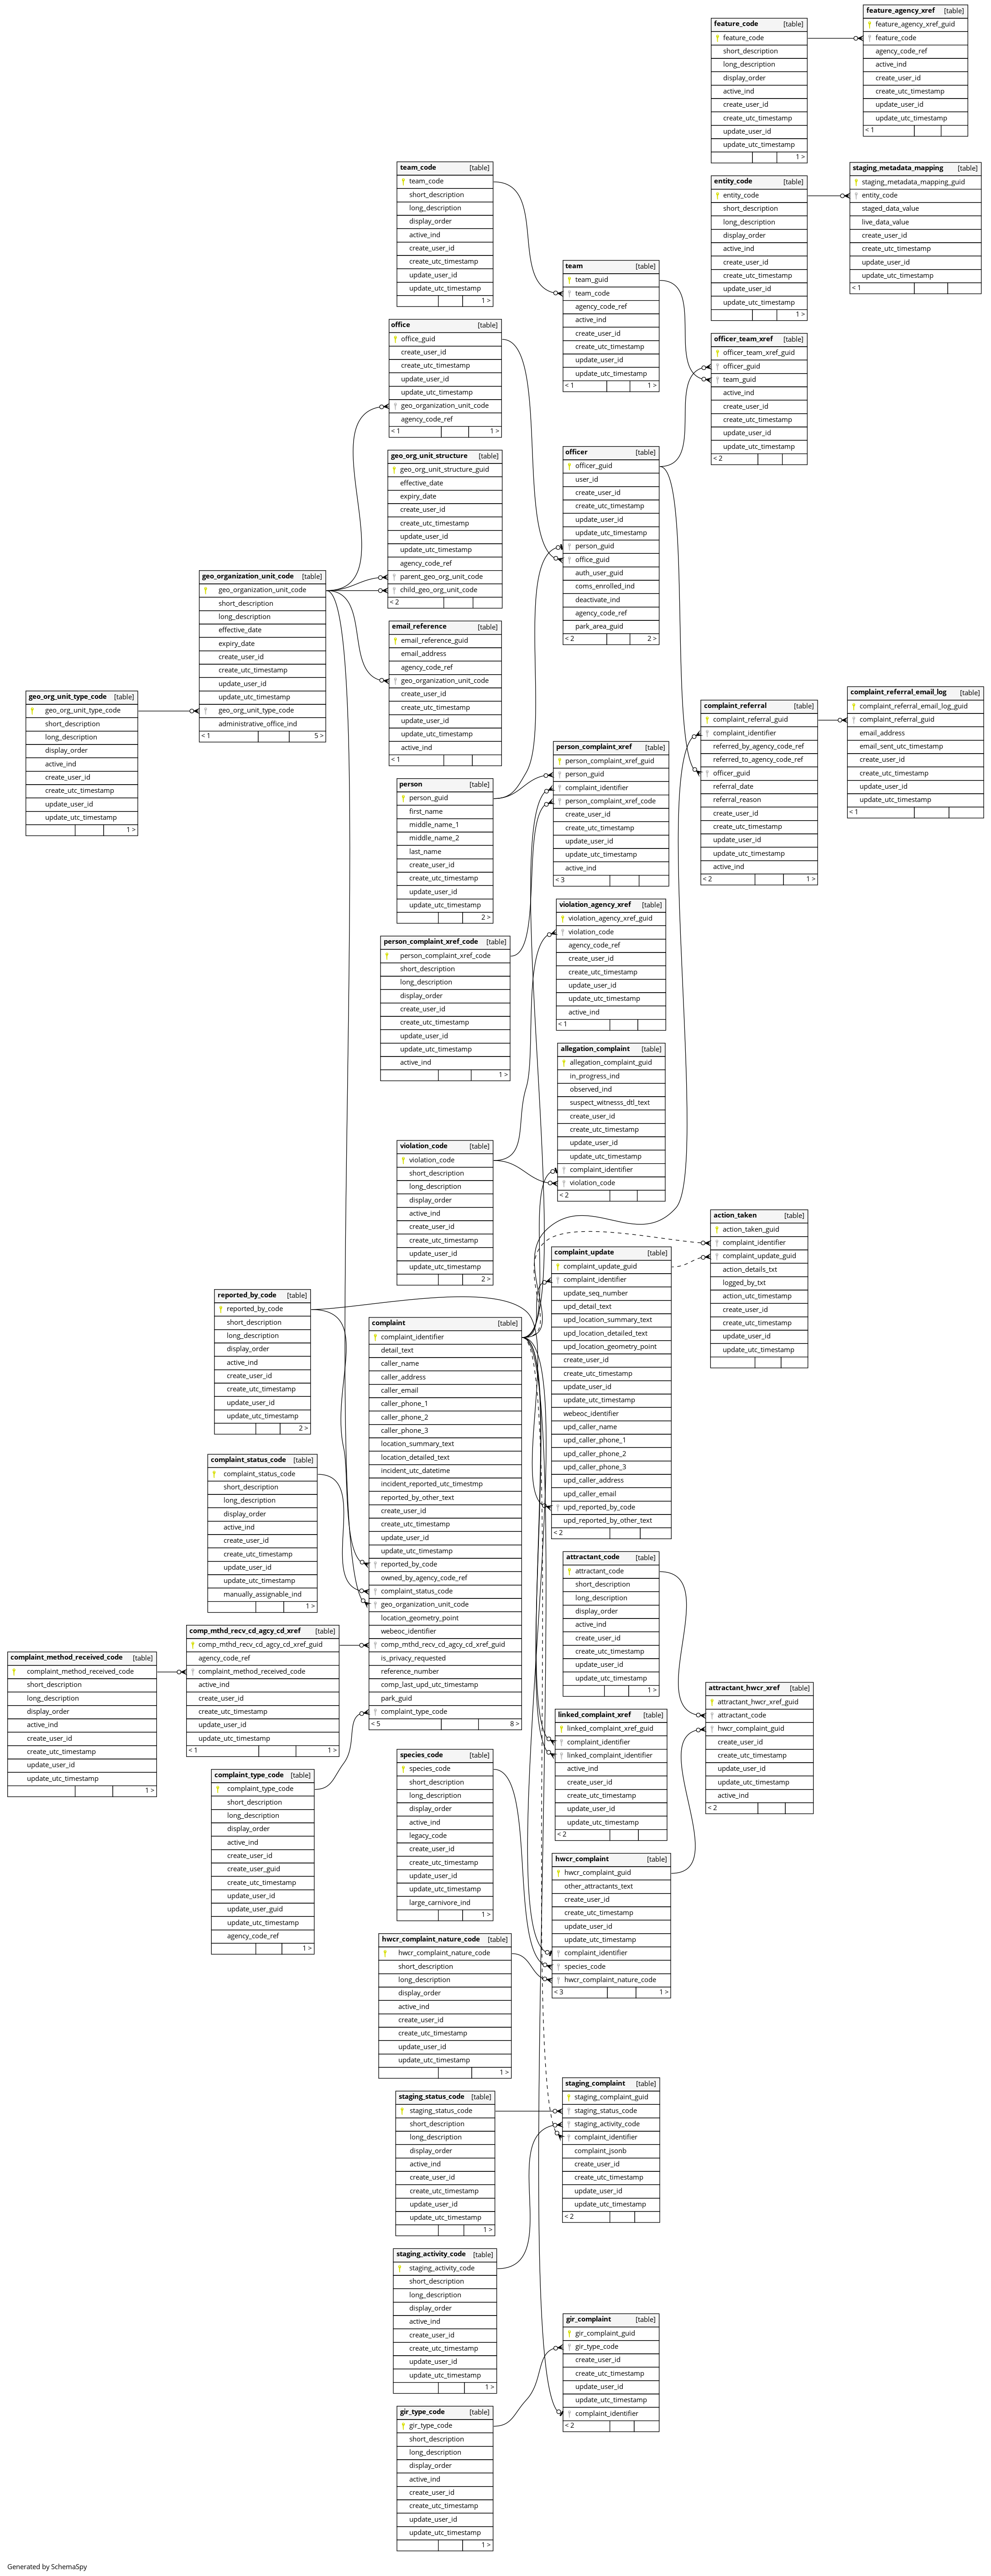 feature_agency_xref [table]
feature_agency_xref_guid
feature_code
agency_code_ref
active_ind
create_user_id
create_utc_timestamp
update_user_id
update_utc_timestamp
< 1
feature_code [table]
feature_code
short_description
long_description
display_order
active_ind
create_user_id
create_utc_timestamp
update_user_id
update_utc_timestamp
1 >
team_code [table]
team_code
short_description
long_description
display_order
active_ind
create_user_id
create_utc_timestamp
update_user_id
update_utc_timestamp
1 >
entity_code [table]
entity_code
short_description
long_description
display_order
active_ind
create_user_id
create_utc_timestamp
update_user_id
update_utc_timestamp
1 >
staging_metadata_mapping [table]
staging_metadata_mapping_guid
entity_code
staged_data_value
live_data_value
create_user_id
create_utc_timestamp
update_user_id
update_utc_timestamp
< 1
team [table]
team_guid
team_code
agency_code_ref
active_ind
create_user_id
create_utc_timestamp
update_user_id
update_utc_timestamp
< 1 1 >
office [table]
office_guid
create_user_id
create_utc_timestamp
update_user_id
update_utc_timestamp
geo_organization_unit_code
agency_code_ref
< 1 1 >
officer_team_xref [table]
officer_team_xref_guid
officer_guid
team_guid
active_ind
create_user_id
create_utc_timestamp
update_user_id
update_utc_timestamp
< 2
geo_org_unit_structure [table]
geo_org_unit_structure_guid
effective_date
expiry_date
create_user_id
create_utc_timestamp
update_user_id
update_utc_timestamp
agency_code_ref
parent_geo_org_unit_code
child_geo_org_unit_code
< 2
officer [table]
officer_guid
user_id
create_user_id
create_utc_timestamp
update_user_id
update_utc_timestamp
person_guid
office_guid
auth_user_guid
coms_enrolled_ind
deactivate_ind
agency_code_ref
park_area_guid
< 2 2 >
geo_organization_unit_code [table]
geo_organization_unit_code
short_description
long_description
effective_date
expiry_date
create_user_id
create_utc_timestamp
update_user_id
update_utc_timestamp
geo_org_unit_type_code
administrative_office_ind
< 1 5 >
email_reference [table]
email_reference_guid
email_address
agency_code_ref
geo_organization_unit_code
create_user_id
create_utc_timestamp
update_user_id
update_utc_timestamp
active_ind
< 1
geo_org_unit_type_code [table]
geo_org_unit_type_code
short_description
long_description
display_order
active_ind
create_user_id
create_utc_timestamp
update_user_id
update_utc_timestamp
1 >
complaint_referral [table]
complaint_referral_guid
complaint_identifier
referred_by_agency_code_ref
referred_to_agency_code_ref
officer_guid
referral_date
referral_reason
create_user_id
create_utc_timestamp
update_user_id
update_utc_timestamp
active_ind
< 2 1 >
complaint_referral_email_log [table]
complaint_referral_email_log_guid
complaint_referral_guid
email_address
email_sent_utc_timestamp
create_user_id
create_utc_timestamp
update_user_id
update_utc_timestamp
< 1
person_complaint_xref [table]
person_complaint_xref_guid
person_guid
complaint_identifier
person_complaint_xref_code
create_user_id
create_utc_timestamp
update_user_id
update_utc_timestamp
active_ind
< 3
person [table]
person_guid
first_name
middle_name_1
middle_name_2
last_name
create_user_id
create_utc_timestamp
update_user_id
update_utc_timestamp
2 >
violation_agency_xref [table]
violation_agency_xref_guid
violation_code
agency_code_ref
create_user_id
create_utc_timestamp
update_user_id
update_utc_timestamp
active_ind
< 1
person_complaint_xref_code [table]
person_complaint_xref_code
short_description
long_description
display_order
create_user_id
create_utc_timestamp
update_user_id
update_utc_timestamp
active_ind
1 >
allegation_complaint [table]
allegation_complaint_guid
in_progress_ind
observed_ind
suspect_witnesss_dtl_text
create_user_id
create_utc_timestamp
update_user_id
update_utc_timestamp
complaint_identifier
violation_code
< 2
violation_code [table]
violation_code
short_description
long_description
display_order
active_ind
create_user_id
create_utc_timestamp
update_user_id
update_utc_timestamp
2 >
action_taken [table]
action_taken_guid
complaint_identifier
complaint_update_guid
action_details_txt
logged_by_txt
action_utc_timestamp
create_user_id
create_utc_timestamp
update_user_id
update_utc_timestamp
complaint_update [table]
complaint_update_guid
complaint_identifier
update_seq_number
upd_detail_text
upd_location_summary_text
upd_location_detailed_text
upd_location_geometry_point
create_user_id
create_utc_timestamp
update_user_id
update_utc_timestamp
webeoc_identifier
upd_caller_name
upd_caller_phone_1
upd_caller_phone_2
upd_caller_phone_3
upd_caller_address
upd_caller_email
upd_reported_by_code
upd_reported_by_other_text
< 2
reported_by_code [table]
reported_by_code
short_description
long_description
display_order
active_ind
create_user_id
create_utc_timestamp
update_user_id
update_utc_timestamp
2 >
complaint [table]
complaint_identifier
detail_text
caller_name
caller_address
caller_email
caller_phone_1
caller_phone_2
caller_phone_3
location_summary_text
location_detailed_text
incident_utc_datetime
incident_reported_utc_timestmp
reported_by_other_text
create_user_id
create_utc_timestamp
update_user_id
update_utc_timestamp
reported_by_code
owned_by_agency_code_ref
complaint_status_code
geo_organization_unit_code
location_geometry_point
webeoc_identifier
comp_mthd_recv_cd_agcy_cd_xref_guid
is_privacy_requested
reference_number
comp_last_upd_utc_timestamp
park_guid
complaint_type_code
< 5 8 >
complaint_status_code [table]
complaint_status_code
short_description
long_description
display_order
active_ind
create_user_id
create_utc_timestamp
update_user_id
update_utc_timestamp
manually_assignable_ind
1 >
comp_mthd_recv_cd_agcy_cd_xref [table]
comp_mthd_recv_cd_agcy_cd_xref_guid
agency_code_ref
complaint_method_received_code
active_ind
create_user_id
create_utc_timestamp
update_user_id
update_utc_timestamp
< 1 1 >
complaint_method_received_code [table]
complaint_method_received_code
short_description
long_description
display_order
active_ind
create_user_id
create_utc_timestamp
update_user_id
update_utc_timestamp
1 >
complaint_type_code [table]
complaint_type_code
short_description
long_description
display_order
active_ind
create_user_id
create_user_guid
create_utc_timestamp
update_user_id
update_user_guid
update_utc_timestamp
agency_code_ref
1 >
attractant_code [table]
attractant_code
short_description
long_description
display_order
active_ind
create_user_id
create_utc_timestamp
update_user_id
update_utc_timestamp
1 >
attractant_hwcr_xref [table]
attractant_hwcr_xref_guid
attractant_code
hwcr_complaint_guid
create_user_id
create_utc_timestamp
update_user_id
update_utc_timestamp
active_ind
< 2
linked_complaint_xref [table]
linked_complaint_xref_guid
complaint_identifier
linked_complaint_identifier
active_ind
create_user_id
create_utc_timestamp
update_user_id
update_utc_timestamp
< 2
species_code [table]
species_code
short_description
long_description
display_order
active_ind
legacy_code
create_user_id
create_utc_timestamp
update_user_id
update_utc_timestamp
large_carnivore_ind
1 >
hwcr_complaint [table]
hwcr_complaint_guid
other_attractants_text
create_user_id
create_utc_timestamp
update_user_id
update_utc_timestamp
complaint_identifier
species_code
hwcr_complaint_nature_code
< 3 1 >
hwcr_complaint_nature_code [table]
hwcr_complaint_nature_code
short_description
long_description
display_order
active_ind
create_user_id
create_utc_timestamp
update_user_id
update_utc_timestamp
1 >
staging_complaint [table]
staging_complaint_guid
staging_status_code
staging_activity_code
complaint_identifier
complaint_jsonb
create_user_id
create_utc_timestamp
update_user_id
update_utc_timestamp
< 2
staging_status_code [table]
staging_status_code
short_description
long_description
display_order
active_ind
create_user_id
create_utc_timestamp
update_user_id
update_utc_timestamp
1 >
staging_activity_code [table]
staging_activity_code
short_description
long_description
display_order
active_ind
create_user_id
create_utc_timestamp
update_user_id
update_utc_timestamp
1 >
gir_complaint [table]
gir_complaint_guid
gir_type_code
create_user_id
create_utc_timestamp
update_user_id
update_utc_timestamp
complaint_identifier
< 2
gir_type_code [table]
gir_type_code
short_description
long_description
display_order
active_ind
create_user_id
create_utc_timestamp
update_user_id
update_utc_timestamp
1 >
Generated by SchemaSpy